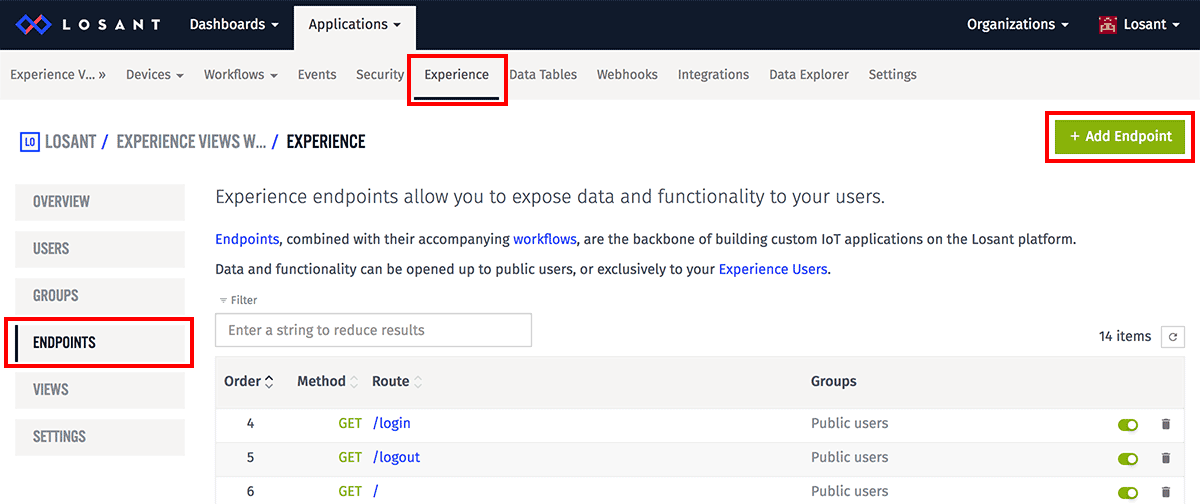 LOSANT Dashboards Applications Organizations Losant
Experience V... » Devices Workflows Events Security Experience Data Tables Webhooks Integrations Data Explorer Settings
LO LOSANT / EXPERIENCE VIEWS W... / EXPERIENCE
+ Add Endpoint
OVERVIEW
USERS
GROUPS
ENDPOINTS
VIEWS
SETTINGS
Experience endpoints allow you to expose data and functionality to your users.
Endpoints, combined with their accompanying workflows, are the backbone of building custom IoT applications on the Losant platform.
Data and functionality can be opened up to public users, or exclusively to your Experience Users.
Filter
Enter a string to reduce results
14 items
Order Method Route Groups
4 GET /login Public users
5 GET /logout Public users
6 GET / Public users